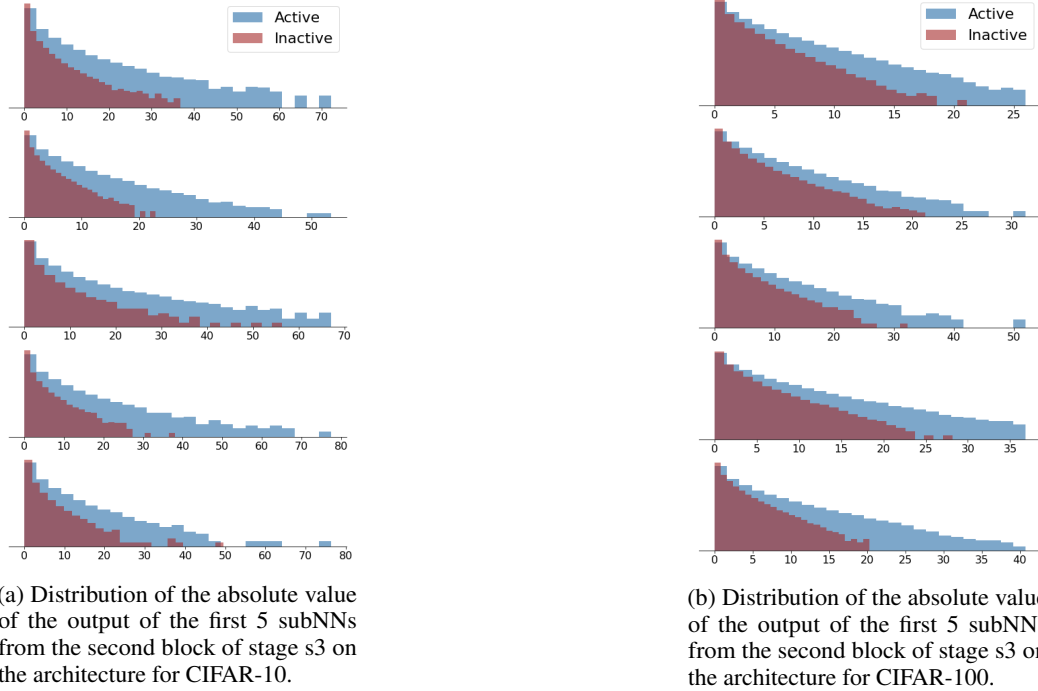 Active
Inactive
0 10 20 30 40 50 60 70
0 10 20 30 40 50
0 10 20 30 40 50 60 70
0 10 20 30 40 50 60 70 80
0 10 20 30 40 50 60 70 80
(a) Distribution of the absolute value
of the output of the first 5 subNNs
from the second block of stage s3 on
the architecture for CIFAR-10.
Active
Inactive
0 5 10 15 20 25
0 5 10 15 20 25 30
0 10 20 30 40 50
0 5 10 15 20 25 30 35
0 5 10 15 20 25 30 35 40
(b) Distribution of the absolute value
of the output of the first 5 subNN
from the second block of stage s3 on
the architecture for CIFAR-100.